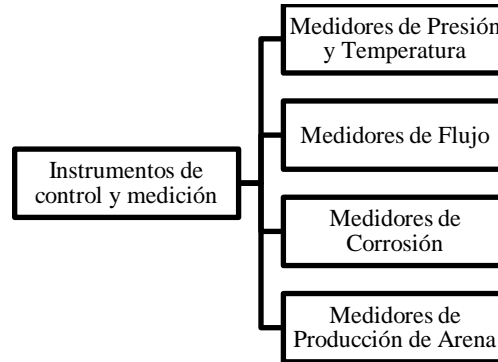 Medidores de Presión
y Temperatura
Medidores de Flujo
Instrumentos de
control y medición
Medidores de
Corrosión
Medidores de
Producción de Arena